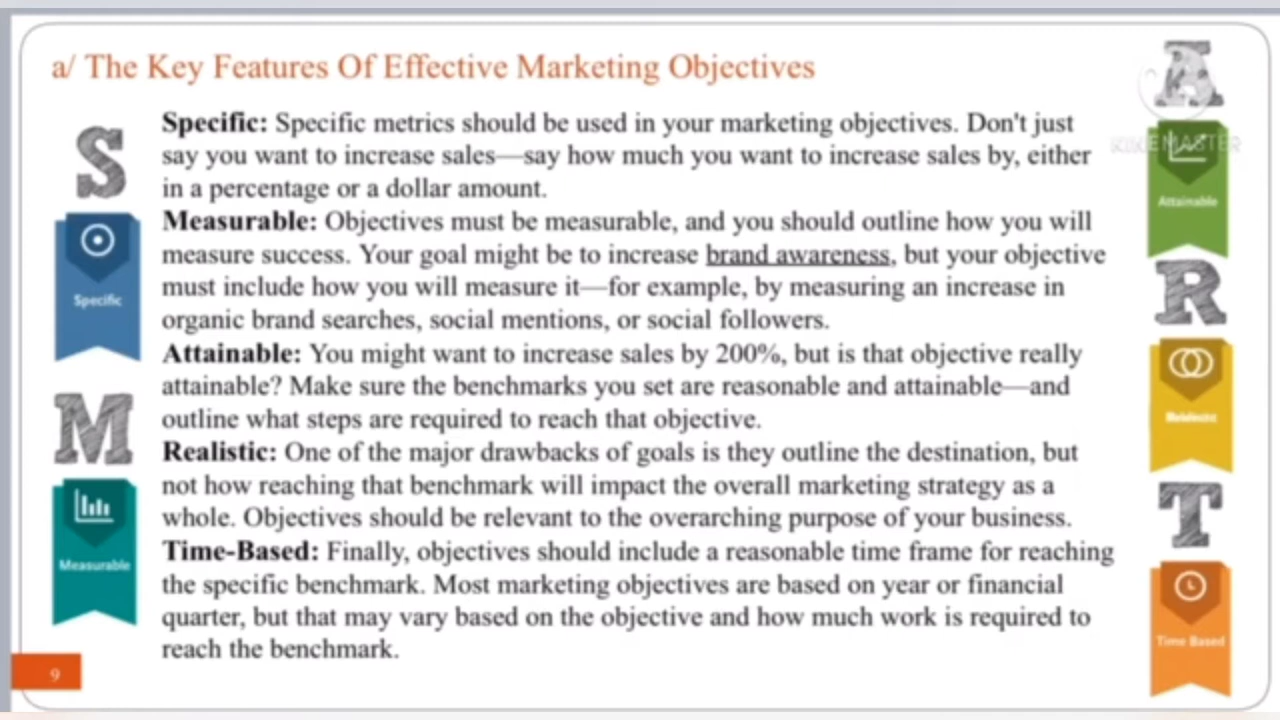 a/ The Key Features Of Effective Marketing Objectives
S
Specific
M
Measurable
Specific: Specific metrics should be used in your marketing objectives. Don't just
say you want to increase sales—say how much you want to increase sales by, either
in a percentage or a dollar amount.
Measurable: Objectives must be measurable, and you should outline how you will
measure success. Your goal might be to increase brand awareness, but your objective
must include how you will measure it—for example, by measuring an increase in
organic brand searches, social mentions, or social followers.
Attainable: You might want to increase sales by 200%, but is that objective really
attainable? Make sure the benchmarks you set are reasonable and attainable—and
outline what steps are required to reach that objective.
Realistic: One of the major drawbacks of goals is they outline the destination, but
not how reaching that benchmark will impact the overall marketing strategy as a
whole. Objectives should be relevant to the overarching purpose of your business.
Time-Based: Finally, objectives should include a reasonable time frame for reaching
the specific benchmark. Most marketing objectives are based on year or financial
quarter, but that may vary based on the objective and how much work is required to
reach the benchmark.
A
KINEMASTER
Attainable
R
T
Time Based
9